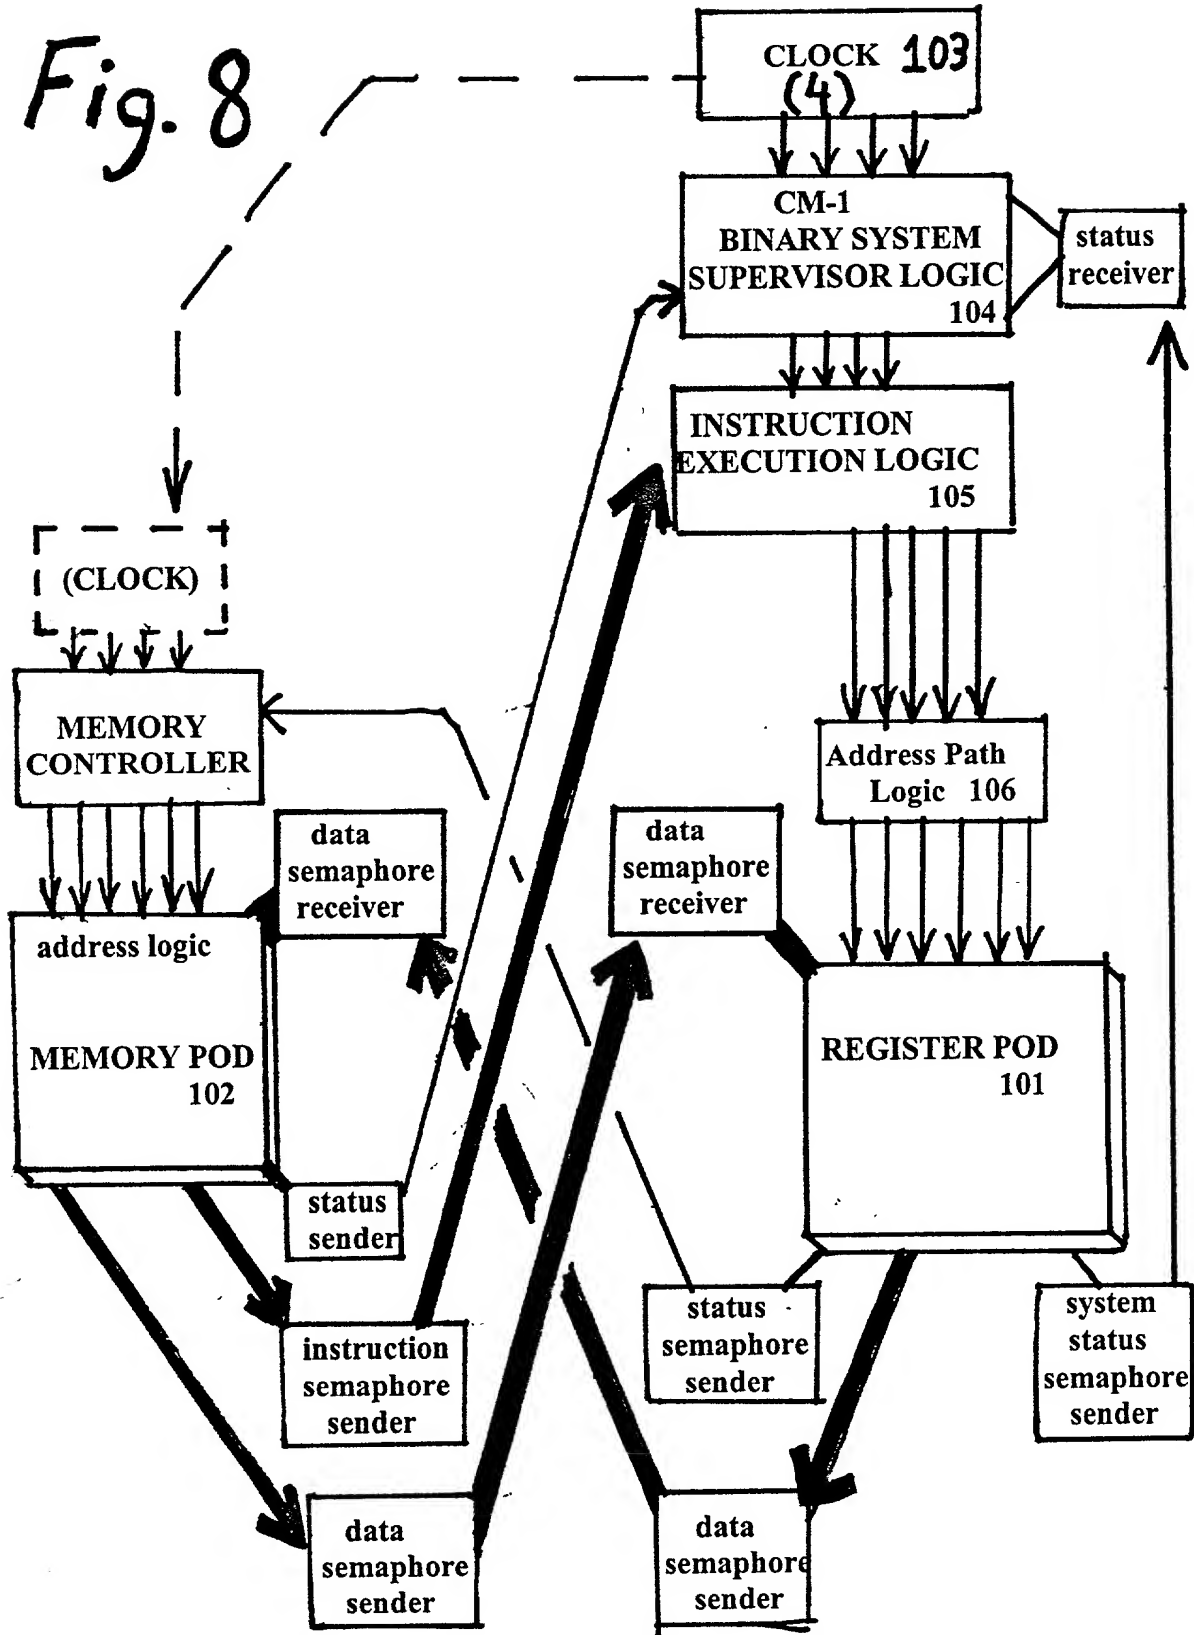 Fig. 8
CLOCK 103
(4)
CM-1
BINARY SYSTEM
SUPERVISOR LOGIC
104
status
receiver
INSTRUCTION
EXECUTION LOGIC
105
(CLOCK)
MEMORY
CONTROLLER
Address Path
Logic 106
data
semaphore
receiver
data
semaphore
receiver
address logic
MEMORY POD
102
REGISTER POD
101
status
sender
instruction
semaphore
sender
status
semaphore
sender
system
status
semaphore
sender
data
semaphore
sender
data
semaphore
sender